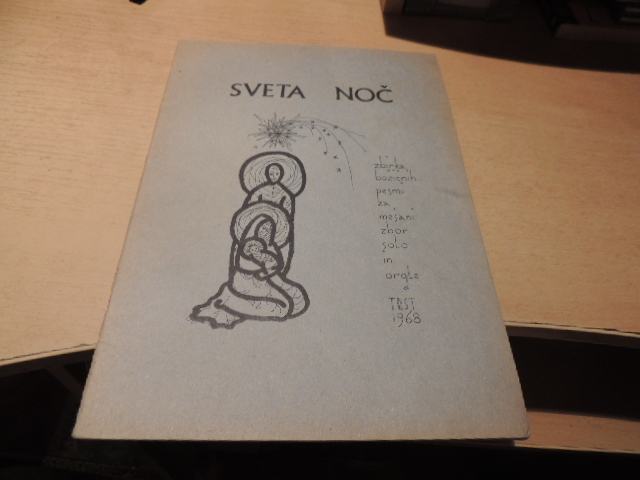 SVETA NOČ
zbirka
božičnih
pesmi
za
mešani
zbor
solo
in
orgle
TRST
1968